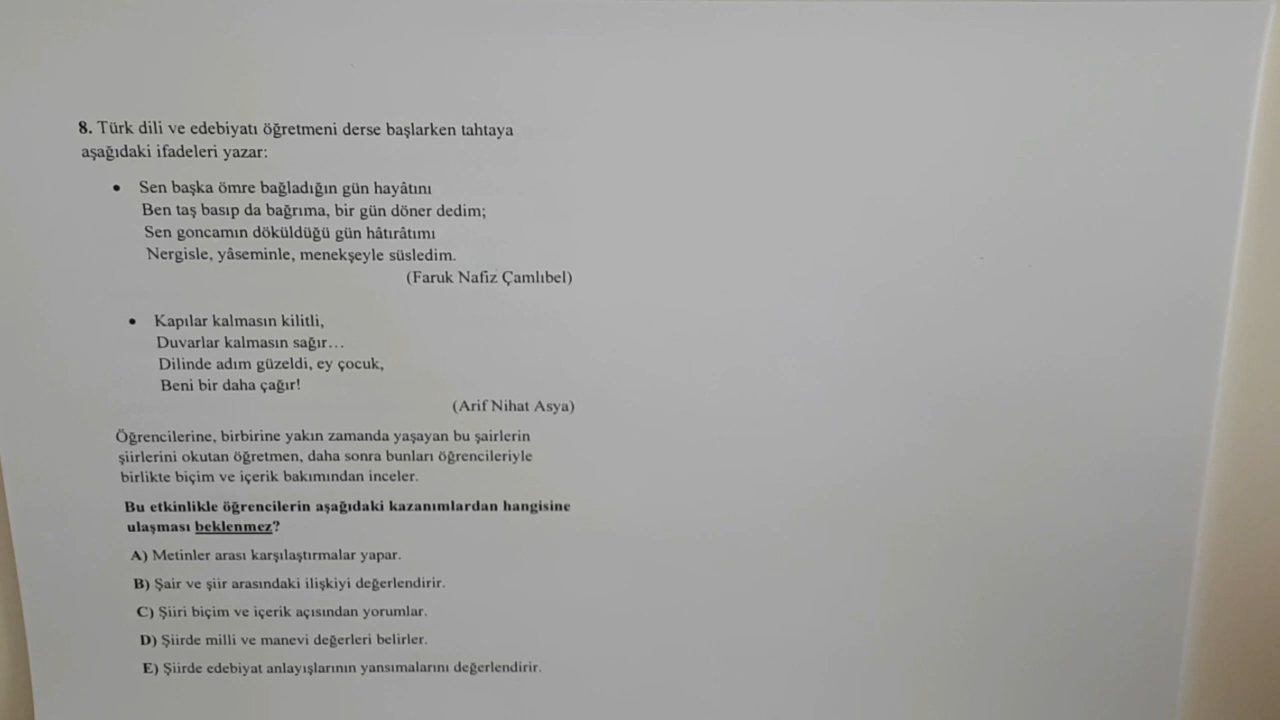 8. Türk dili ve edebiyatı öğretmeni derse başlarken tahtaya
aşağıdaki ifadeleri yazar:
• Sen başka ömre bağladığın gün hayâtını
Ben taş basıp da bağrıma, bir gün döner dedim;
Sen goncamın döküldüğü gün hâtırâtımı
Nergisle, yâseminle, menekşeyle süsledim.
(Faruk Nafiz Çamlıbel)
• Kapılar kalmasın kilitli,
Duvarlar kalmasın sağır…
Dilinde adım güzeldi, ey çocuk,
Beni bir daha çağır!
(Arif Nihat Asya)
Öğrencilerine, birbirine yakın zamanda yaşayan bu şairlerin
şiirlerini okutan öğretmen, daha sonra bunları öğrencileriyle
birlikte biçim ve içerik bakımından inceler.
Bu etkinlikle öğrencilerin aşağıdaki kazanımlardan hangisine
ulaşması beklenmez?
A) Metinler arası karşılaştırmalar yapar.
B) Şair ve şiir arasındaki ilişkiyi değerlendirir.
C) Şiiri biçim ve içerik açısından yorumlar.
D) Şiirde milli ve manevi değerleri belirler.
E) Şiirde edebiyat anlayışlarının yansımalarını değerlendirir.